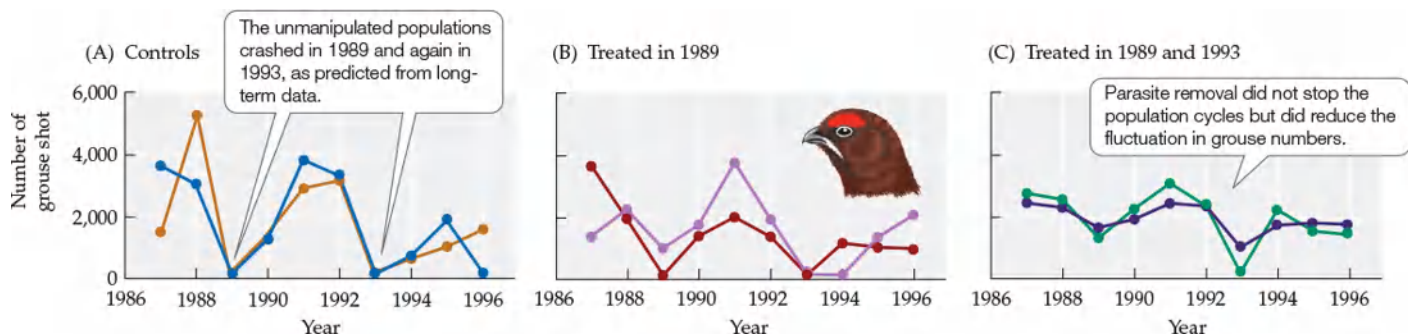 The unmanipulated populations
crashed in 1989 and again in
1993, as predicted from long-
term data.
(A) Controls
Number of
grouse shot
6,000
4,000
2,000
0
1986 1988 1990 1992 1994 1996
Year
(B) Treated in 1989
1986 1988 1990 1992 1994 1996
Year
(C) Treated in 1989 and 1993
Parasite removal did not stop the
population cycles but did reduce the
fluctuation in grouse numbers.
1986 1988 1990 1992 1994 1996
Year